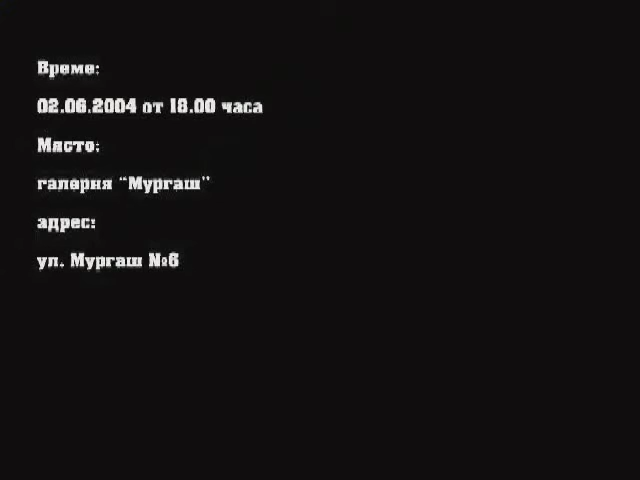 Време:
02.06.2004 от 18.00 часа
Място:
галерия “Мургаш”
адрес:
ул. Мургаш №6